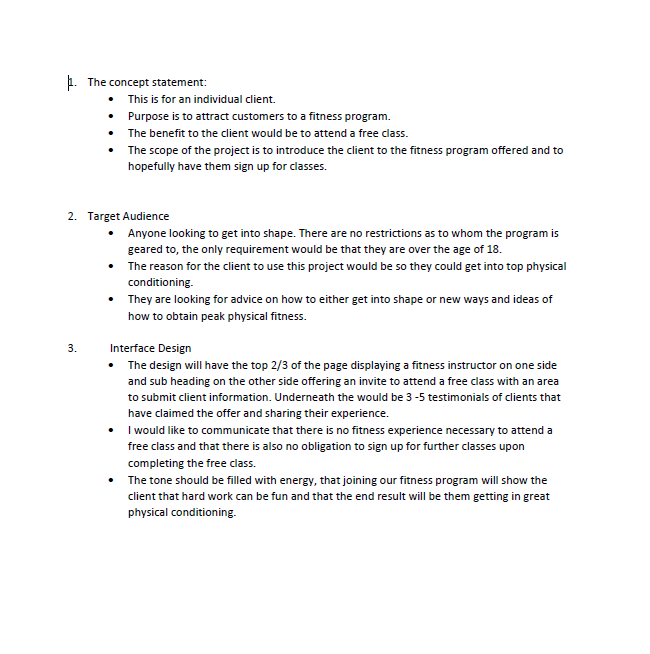 1. The concept statement:
• This is for an individual client.
• Purpose is to attract customers to a fitness program.
• The benefit to the client would be to attend a free class.
• The scope of the project is to introduce the client to the fitness program offered and to
hopefully have them sign up for classes.
2. Target Audience
• Anyone looking to get into shape. There are no restrictions as to whom the program is
geared to, the only requirement would be that they are over the age of 18.
• The reason for the client to use this project would be so they could get into top physical
conditioning.
• They are looking for advice on how to either get into shape or new ways and ideas of
how to obtain peak physical fitness.
3. Interface Design
• The design will have the top 2/3 of the page displaying a fitness instructor on one side
and sub heading on the other side offering an invite to attend a free class with an area
to submit client information. Underneath the would be 3 -5 testimonials of clients that
have claimed the offer and sharing their experience.
• I would like to communicate that there is no fitness experience necessary to attend a
free class and that there is also no obligation to sign up for further classes upon
completing the free class.
• The tone should be filled with energy, that joining our fitness program will show the
client that hard work can be fun and that the end result will be them getting in great
physical conditioning.